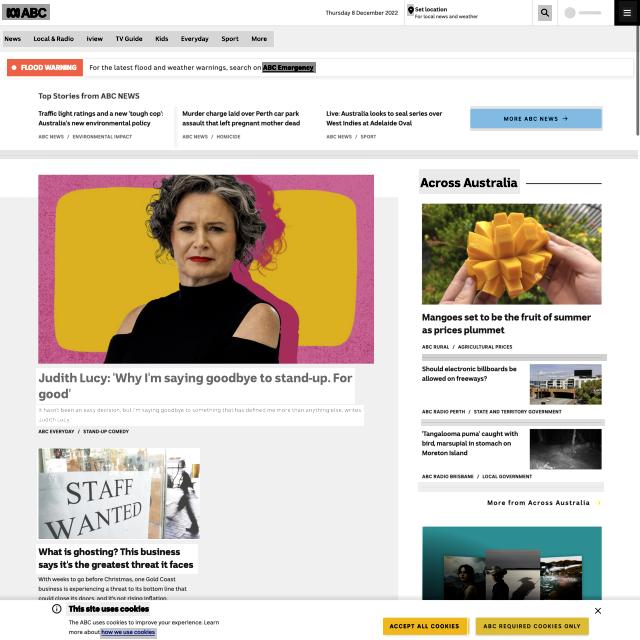 ABC
Thursday 8 December 2022
Set location
For local news and weather
News Local & Radio iview TV Guide Kids Everyday Sport More
FLOOD WARNING
For the latest flood and weather warnings, search on ABC Emergency
Top Stories from ABC NEWS
Traffic light ratings and a new 'tough cop':
Australia's new environmental policy
ABC NEWS / ENVIRONMENTAL IMPACT
Murder charge laid over Perth car park
assault that left pregnant mother dead
ABC NEWS / HOMICIDE
Live: Australia looks to seal series over
West Indies at Adelaide Oval
ABC NEWS / SPORT
MORE ABC NEWS →
Judith Lucy: 'Why I'm saying goodbye to stand-up. For
good'
It hasn't been an easy decision, but I'm saying goodbye to something that has defined me more than anything else, writes
Judith Lucy.
ABC EVERYDAY / STAND-UP COMEDY
STAFF
WANTED
What is ghosting? This business
says it's the greatest threat it faces
With weeks to go before Christmas, one Gold Coast
business is experiencing a threat to its bottom line that
could close its doors, and it's not rising inflation.
Across Australia
Mangoes set to be the fruit of summer
as prices plummet
ABC RURAL / AGRICULTURAL PRICES
Should electronic billboards be
allowed on freeways?
ABC RADIO PERTH / STATE AND TERRITORY GOVERNMENT
'Tangalooma puma' caught with
bird, marsupial in stomach on
Moreton Island
ABC RADIO BRISBANE / LOCAL GOVERNMENT
More from Across Australia →
This site uses cookies
The ABC uses cookies to improve your experience. Learn
more about how we use cookies
ACCEPT ALL COOKIES
ABC REQUIRED COOKIES ONLY